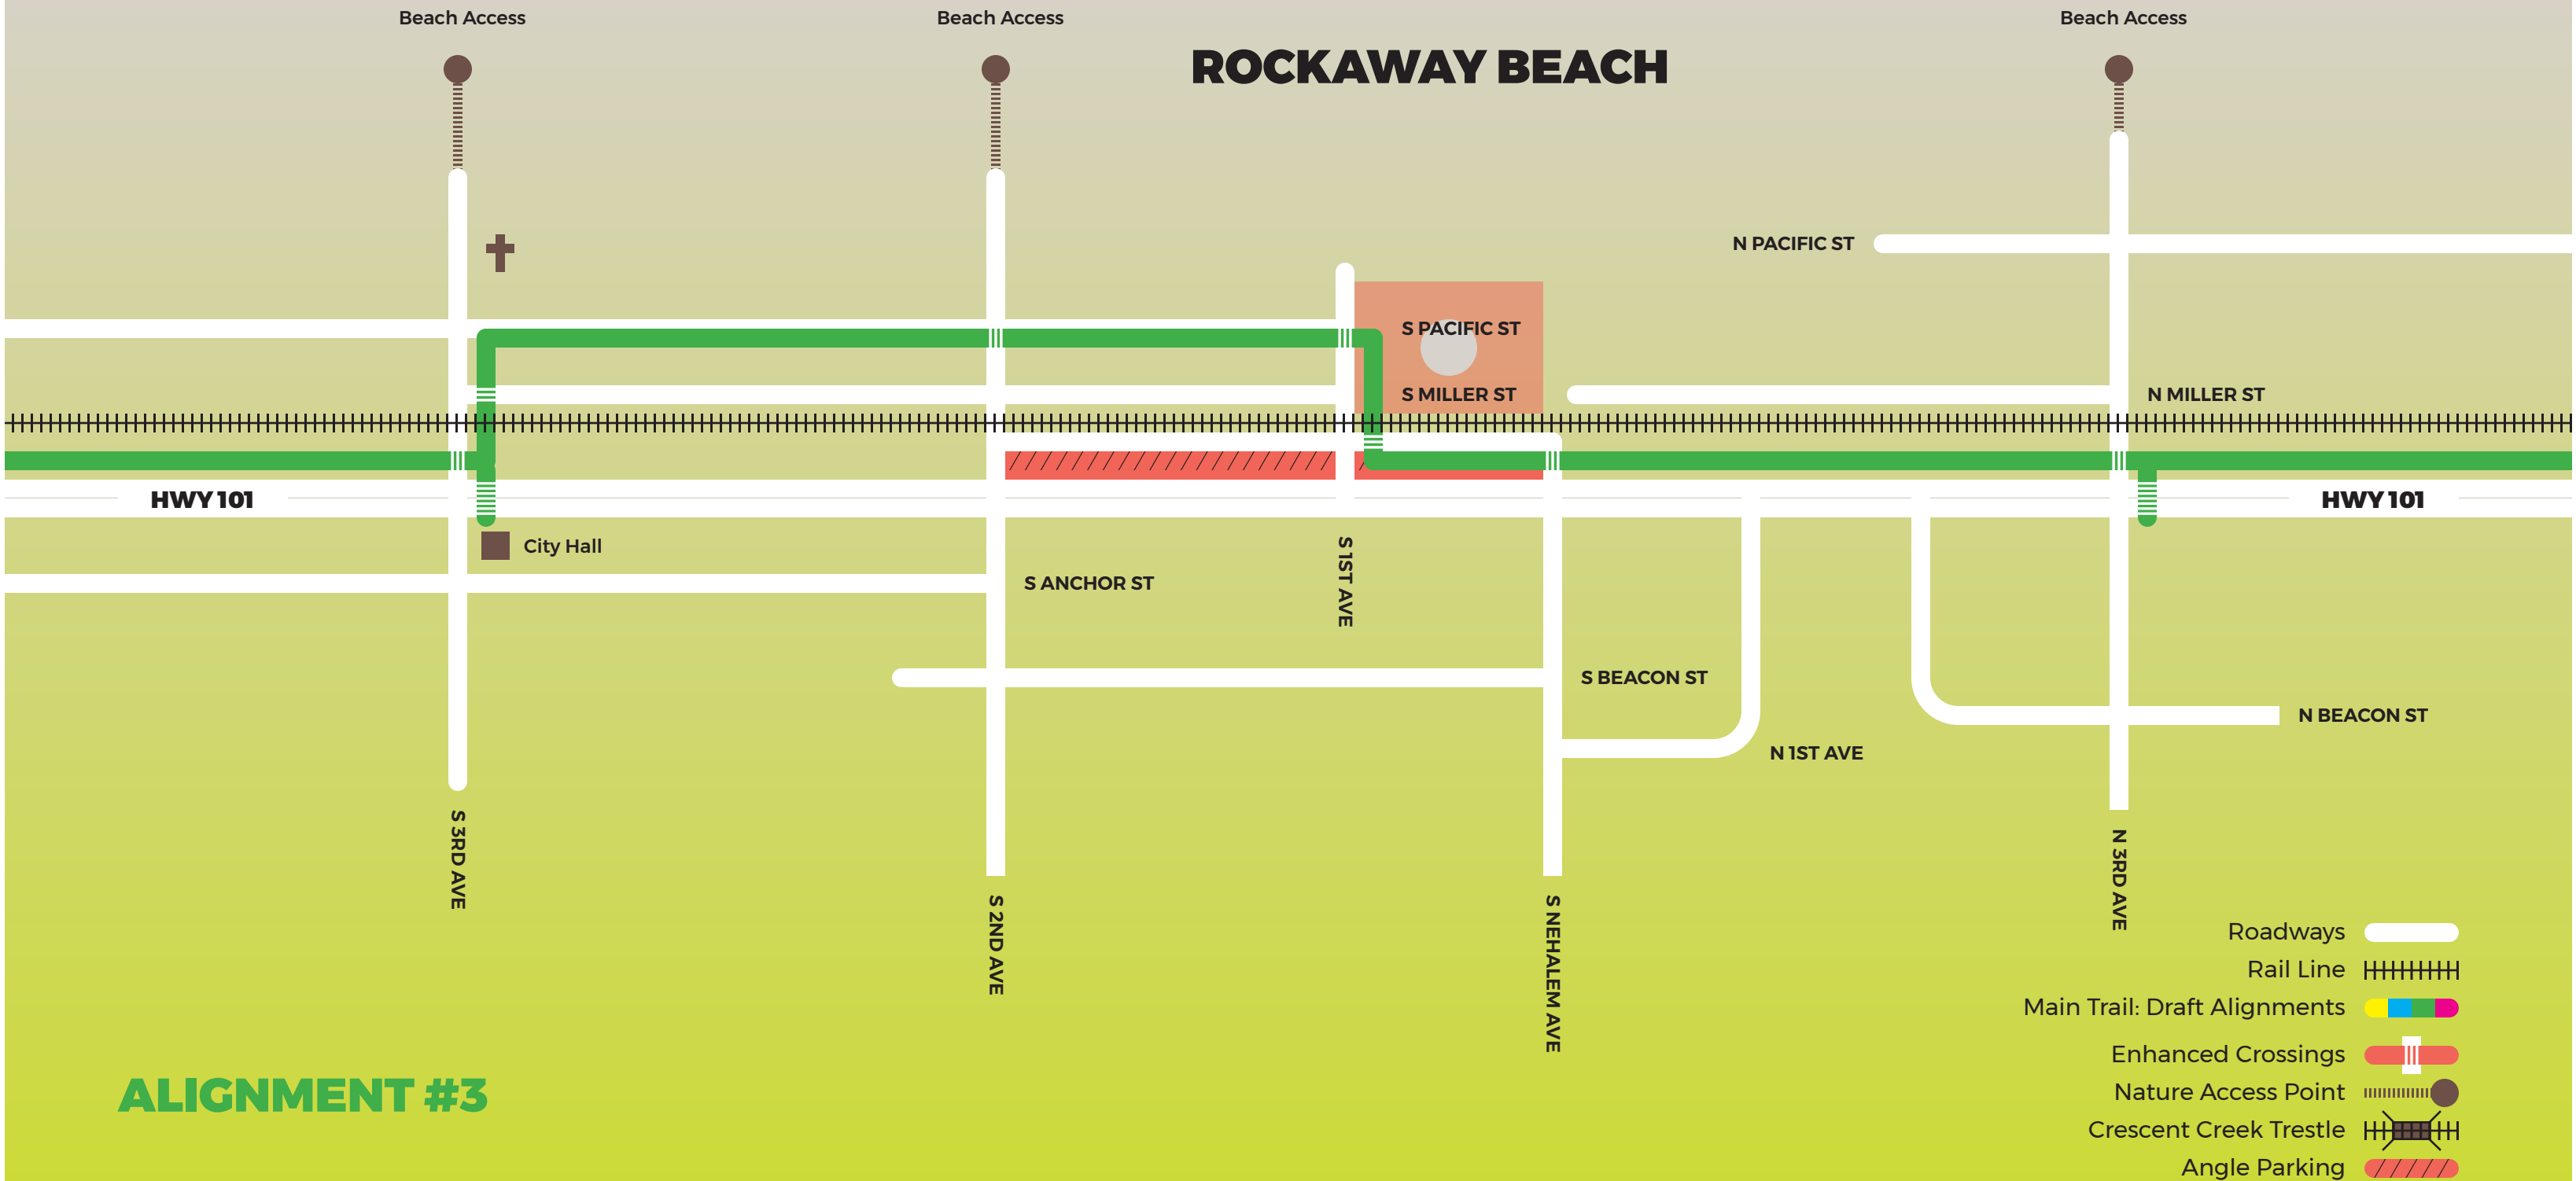 Beach Access
Beach Access
Beach Access
ROCKAWAY BEACH
N PACIFIC ST
S PACIFIC ST
S MILLER ST
N MILLER ST
HWY 101
HWY 101
City Hall
S ANCHOR ST
S 1ST AVE
S BEACON ST
N BEACON ST
N 1ST AVE
S 3RD AVE
S 2ND AVE
S NEHALEM AVE
N 3RD AVE
Roadways
Rail Line
Main Trail: Draft Alignments
Enhanced Crossings
Nature Access Point
Crescent Creek Trestle
Angle Parking
ALIGNMENT #3